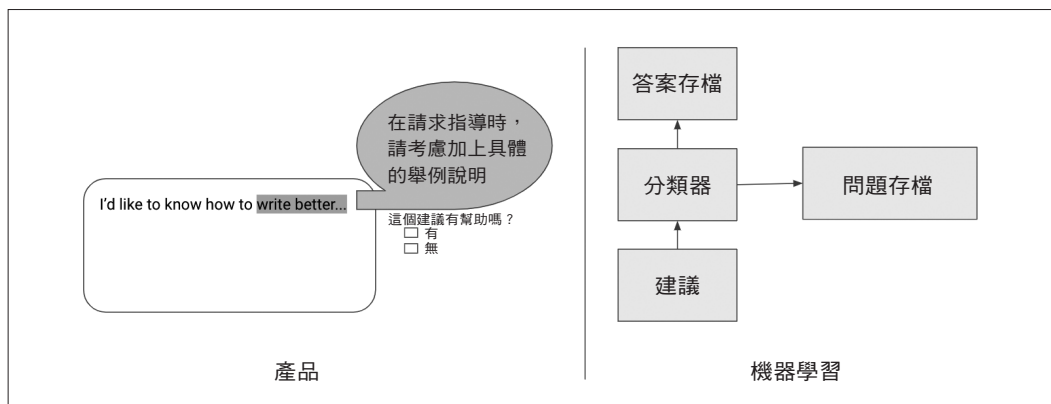 在請求指導時，
請考慮加上具體
的舉例說明
I'd like to know how to write better...
這個建議有幫助嗎？
有
無
產品
答案存檔
分類器
問題存檔
建議
機器學習